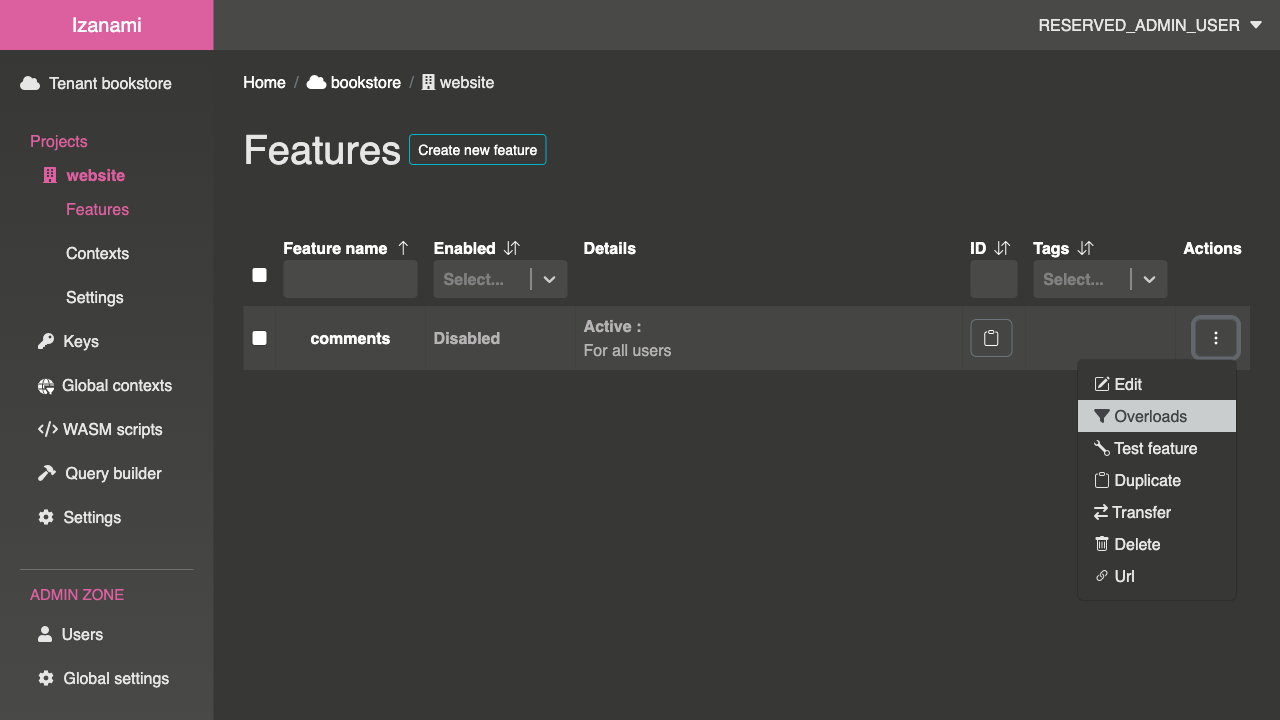 Izanami
RESERVED_ADMIN_USER
Tenant bookstore
Projects
website
Features
Contexts
Settings
Keys
Global contexts
WASM scripts
Query builder
Settings
ADMIN ZONE
Users
Global settings
Home / bookstore / website
Features Create new feature
Feature name Enabled Details ID Tags Actions
Select... Select...
comments Disabled Active :
For all users
Edit
Overloads
Test feature
Duplicate
Transfer
Delete
Url